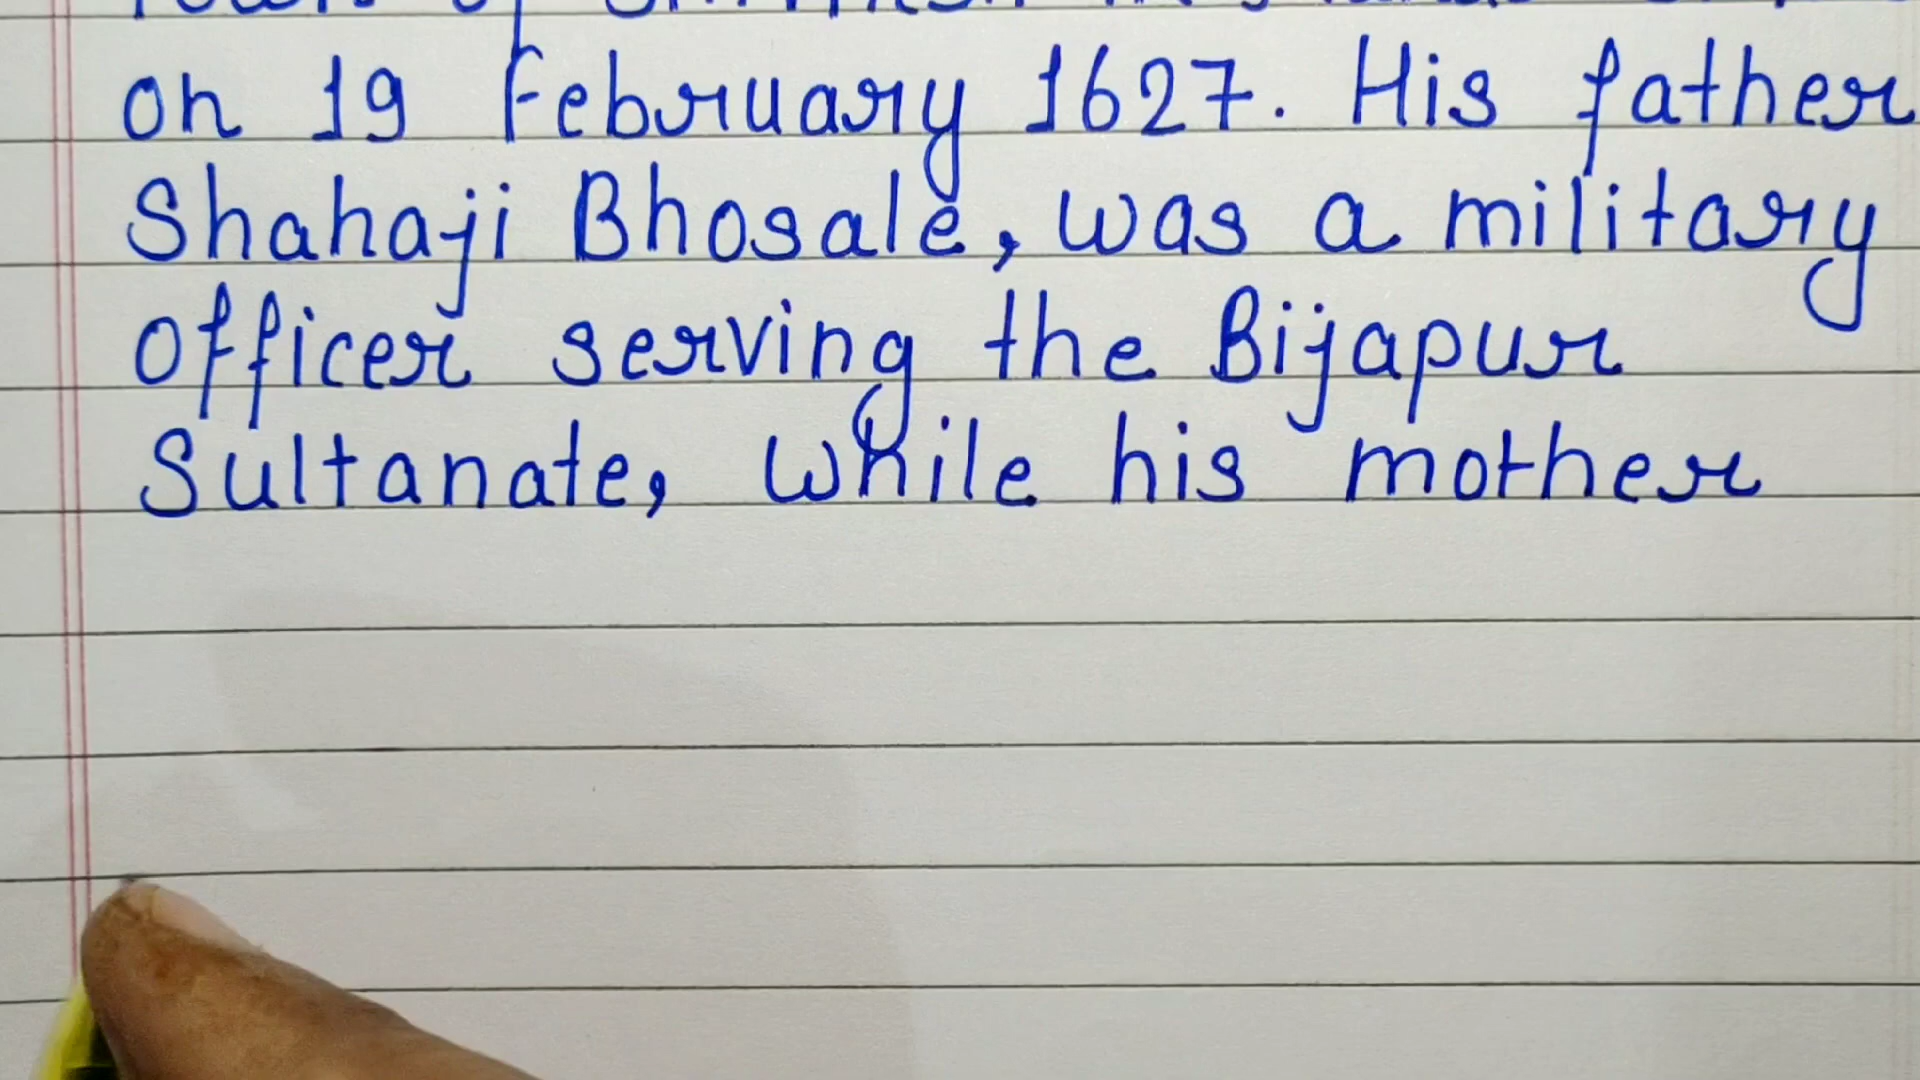 on 19 February 1627. His father
Shahaji Bhosale, was a military
officer serving the Bijapur
Sultanate, while his mother